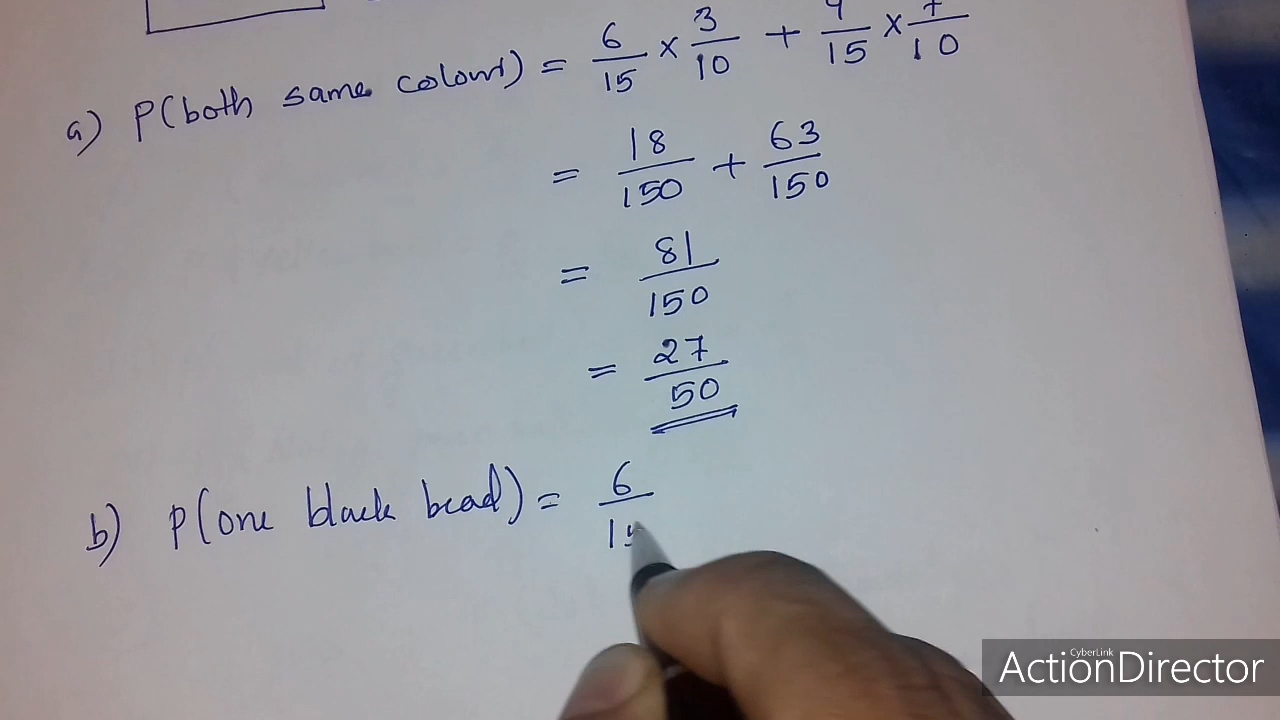 a) P(both same colour) = 6/15 × 3/10 + 9/15 × 7/10
= 18/150 + 63/150
= 81/150
= 27/50
b) P(one black bead) = 6/15
CyberLink
ActionDirector